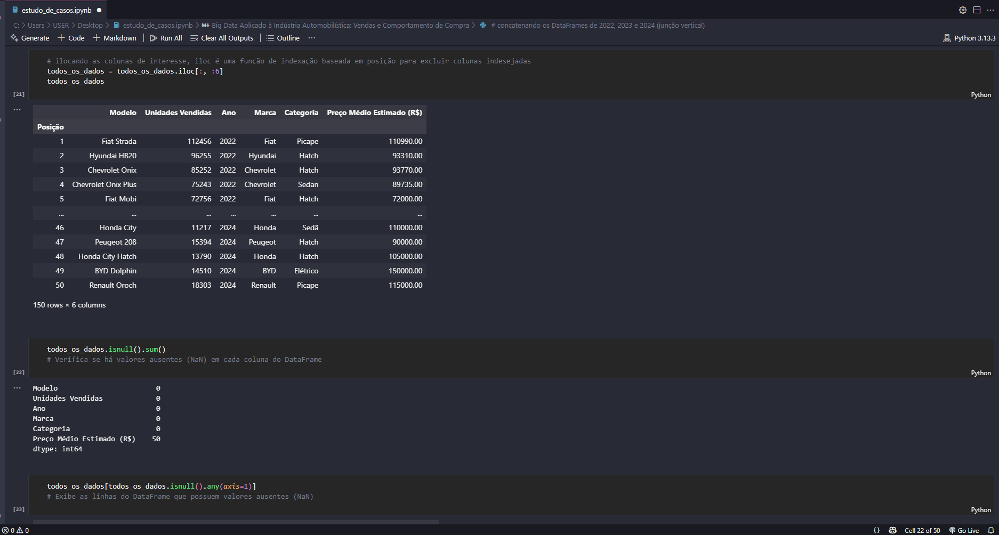 estudo_de_casos.ipynb
C: > Users > USER > Desktop > estudo_de_casos.ipynb > M↓ Big Data Aplicado à Indústria Automobilística: Vendas e Comportamento de Compra > # concatenando os DataFrames de 2022, 2023 e 2024 (junção vertical)
Generate + Code + Markdown | Run All Clear All Outputs | Outline ... Python 3.13.3
# ilocando as colunas de interesse, iloc é uma função de indexação baseada em posição para excluir colunas indesejadas
todos_os_dados = todos_os_dados.iloc[:, :6]
todos_os_dados
[21] Python
...
Modelo Unidades Vendidas Ano Marca Categoria Preço Médio Estimado (R$)
Posição
1 Fiat Strada 112456 2022 Fiat Picape 110990.00
2 Hyundai HB20 96255 2022 Hyundai Hatch 93310.00
3 Chevrolet Onix 85252 2022 Chevrolet Hatch 93770.00
4 Chevrolet Onix Plus 75243 2022 Chevrolet Sedan 89735.00
5 Fiat Mobi 72756 2022 Fiat Hatch 72000.00
... ... ... ... ... ... ...
46 Honda City 11217 2024 Honda Sedã 110000.00
47 Peugeot 208 15394 2024 Peugeot Hatch 90000.00
48 Honda City Hatch 13790 2024 Honda Hatch 105000.00
49 BYD Dolphin 14510 2024 BYD Elétrico 150000.00
50 Renault Oroch 18303 2024 Renault Picape 115000.00
150 rows × 6 columns
todos_os_dados.isnull().sum()
# Verifica se há valores ausentes (NaN) em cada coluna do DataFrame
[22] Python
...
Modelo 0
Unidades Vendidas 0
Ano 0
Marca 0
Categoria 0
Preço Médio Estimado (R$) 50
dtype: int64
todos_os_dados[todos_os_dados.isnull().any(axis=1)]
# Exibe as linhas do DataFrame que possuem valores ausentes (NaN)
[23] Python
0 0 {} Cell 22 of 50 Go Live